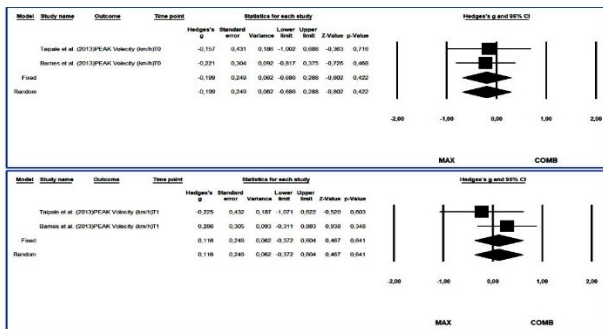 Model Study name Outcome Time point Statistics for each study Hedges's g and 95% CI
Hedges's g Standard error Variance Lower limit Upper limit Z-Value p-Value
Taipale et al. (2013)PEAK Volecity (km/h)T0 -0,157 0,431 0,186 -1,002 0,688 -0,363 0,716
Barnes et al. (2013)PEAK Volecity (km/h)T0 -0,221 0,304 0,092 -0,817 0,375 -0,726 0,468
Fixed -0,199 0,249 0,062 -0,686 0,288 -0,802 0,422
Random -0,199 0,249 0,062 -0,686 0,288 -0,802 0,422
-2,00 -1,00 0,00 1,00 2,00
MAX COMB
Model Study name Outcome Time point Statistics for each study Hedges's g and 95% CI
Hedges's g Standard error Variance Lower limit Upper limit Z-Value p-Value
Taipale et al. (2013)PEAK Volecity (km/h)T1 -0,225 0,432 0,187 -1,071 0,622 -0,520 0,603
Barnes et al. (2013)PEAK Volecity (km/h)T1 0,286 0,305 0,093 -0,311 0,883 0,938 0,348
Fixed 0,116 0,249 0,062 -0,372 0,604 0,467 0,641
Random 0,116 0,249 0,062 -0,372 0,604 0,467 0,641
-2,00 -1,00 0,00 1,00 2,00
MAX COMB